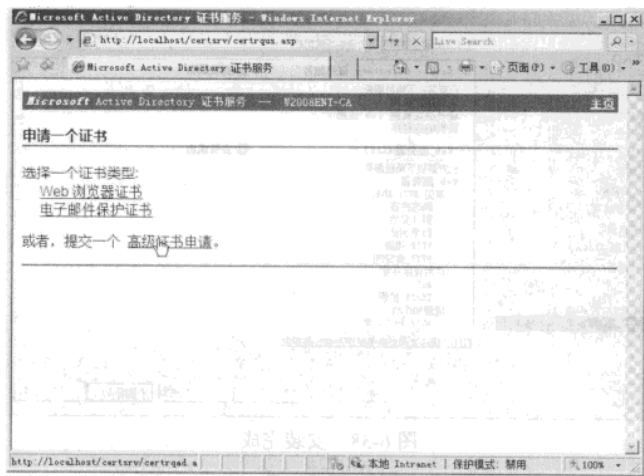 Microsoft Active Directory 证书服务 - Windows Internet Explorer
http://localhost/certsrv/certrqus.asp
Live Search
Microsoft Active Directory 证书服务
页面(P)
工具(O)
Microsoft Active Directory 证书服务 -- W2008ENT-CA
主页
申请一个证书
选择一个证书类型:
Web 浏览器证书
电子邮件保护证书
或者，提交一个 高级证书申请。
http://localhost/certsrv/certrqad.a
本地 Intranet | 保护模式: 禁用
100%